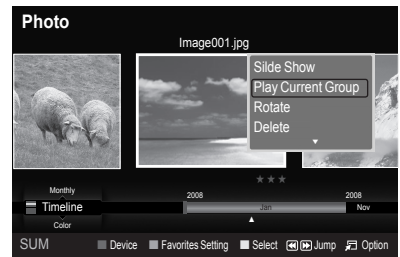 Photo
Image001.jpg
Silde Show
Play Current Group
Rotate
Delete
Monthly
Timeline
Color
2008
Jan
2008
Nov
SUM
Device
Favorites Setting
Select
Jump
Option